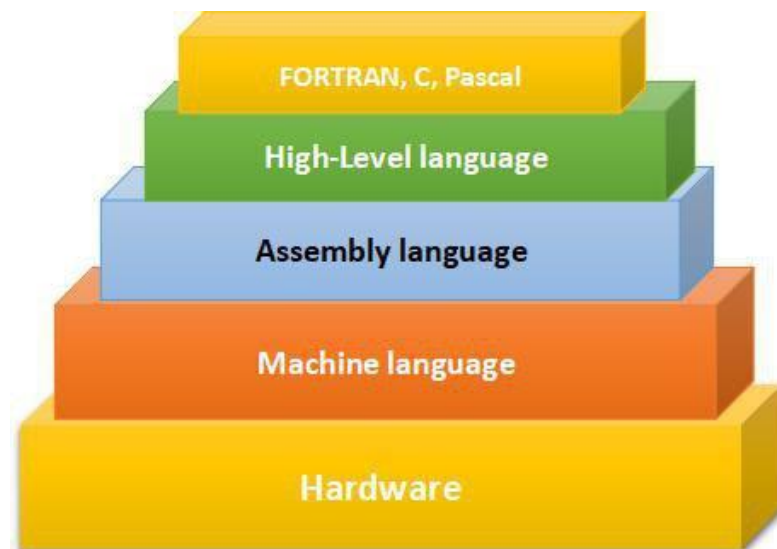 FORTRAN, C, Pascal
High-Level language
Assembly language
Machine language
Hardware